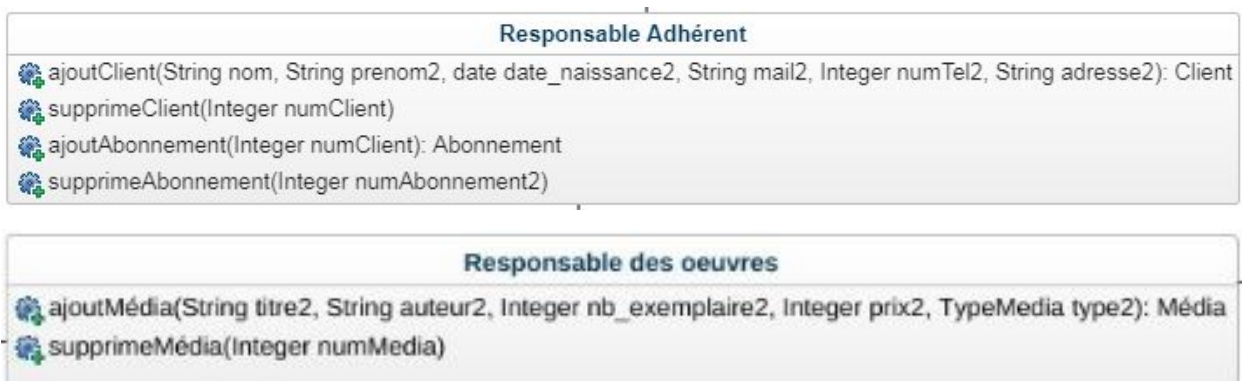 Responsable Adhérent
ajoutClient(String nom, String prenom2, date date_naissance2, String mail2, Integer numTel2, String adresse2): Client
supprimeClient(Integer numClient)
ajoutAbonnement(Integer numClient): Abonnement
supprimeAbonnement(Integer numAbonnement2)
Responsable des oeuvres
ajoutMédia(String titre2, String auteur2, Integer nb_exemplaire2, Integer prix2, TypeMedia type2): Média
supprimeMédia(Integer numMedia)